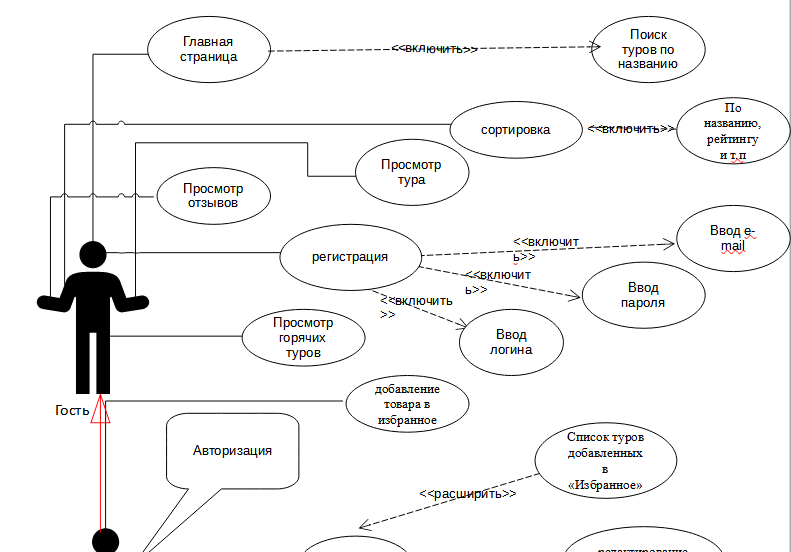 Главная
страница
<<включить>>
Поиск
туров по
названию
сортировка
<<включить>>
По
названию,
рейтингу
и т,п
Просмотр
тура
Просмотр
отзывов
регистрация
<<включит
ь>>
Ввод e-
mail
<<включит
ь>>
Ввод
пароля
<<включить
>>
Ввод
логина
Просмотр
горячих
туров
добавление
товара в
избранное
Гость
Авторизация
Список туров
добавленных
в
«Избранное»
<<расширить>>
редактирование